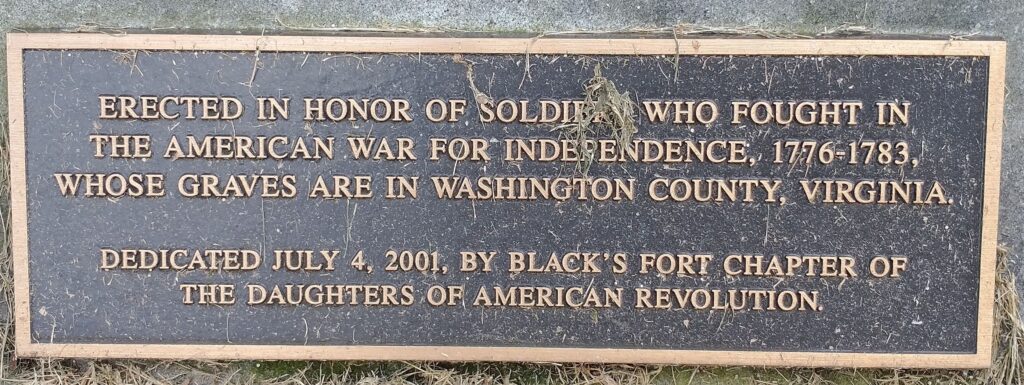 ERECTED IN HONOR OF SOLDIERS WHO FOUGHT IN
THE AMERICAN WAR FOR INDEPENDENCE, 1776-1783,
WHOSE GRAVES ARE IN WASHINGTON COUNTY, VIRGINIA.
DEDICATED JULY 4, 2001, BY BLACK'S FORT CHAPTER OF
THE DAUGHTERS OF AMERICAN REVOLUTION.